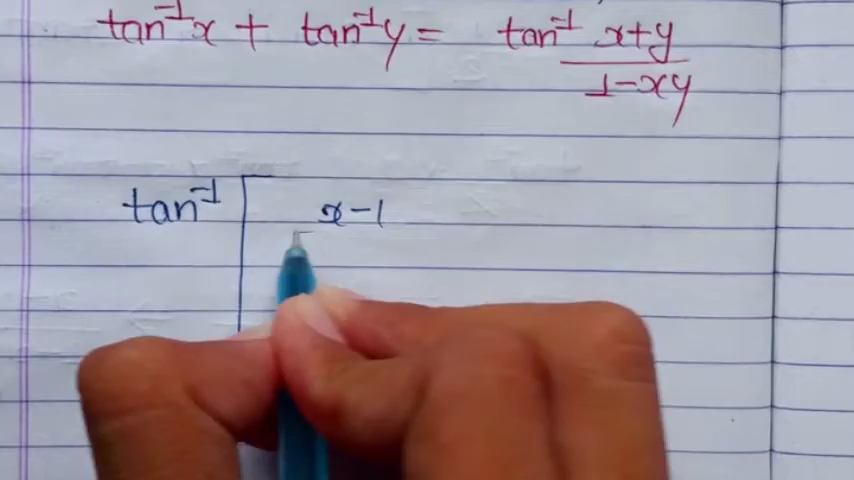 tan⁻¹x + tan⁻¹y = tan⁻¹ x+y
1-xy
tan⁻¹ [ x-1